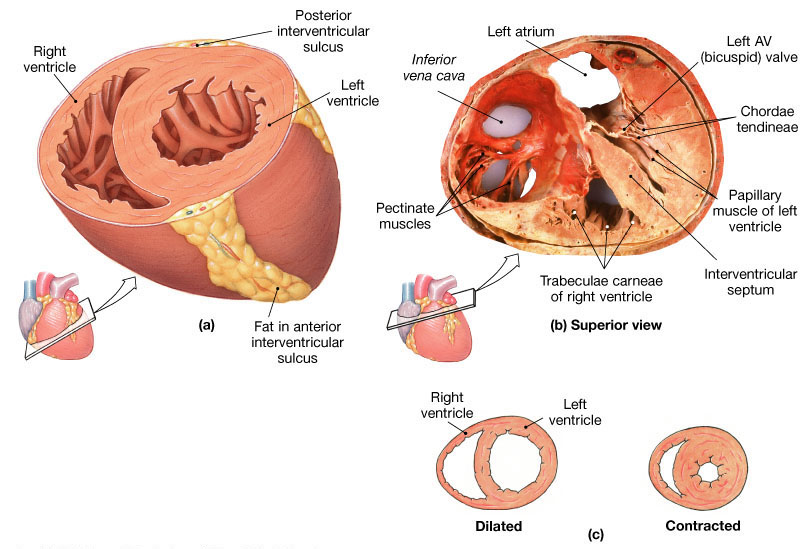 Posterior
interventricular
sulcus
Right
ventricle
Left
ventricle
Fat in anterior
interventricular
sulcus
(a)
Left atrium
Inferior
vena cava
Left AV
(bicuspid) valve
Chordae
tendineae
Pectinate
muscles
Papillary
muscle of left
ventricle
Trabeculae carneae
of right ventricle
Interventricular
septum
(b) Superior view
Right
ventricle
Left
ventricle
Dilated
Contracted
(c)